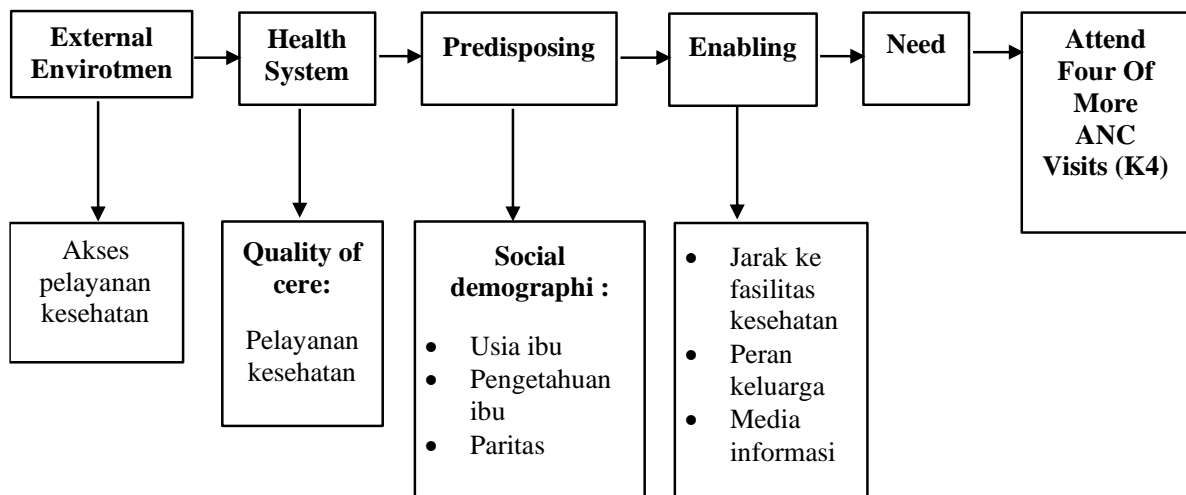 External
Envirotmen
Health
System
Predisposing
Enabling
Need
Attend
Four Of
More
ANC
Visits (K4)
Akses
pelayanan
kesehatan
Quality of
cere:
Pelayanan
kesehatan
Social
demographi :
• Usia ibu
• Pengetahuan
ibu
• Paritas
• Jarak ke
fasilitas
kesehatan
• Peran
keluarga
• Media
informasi